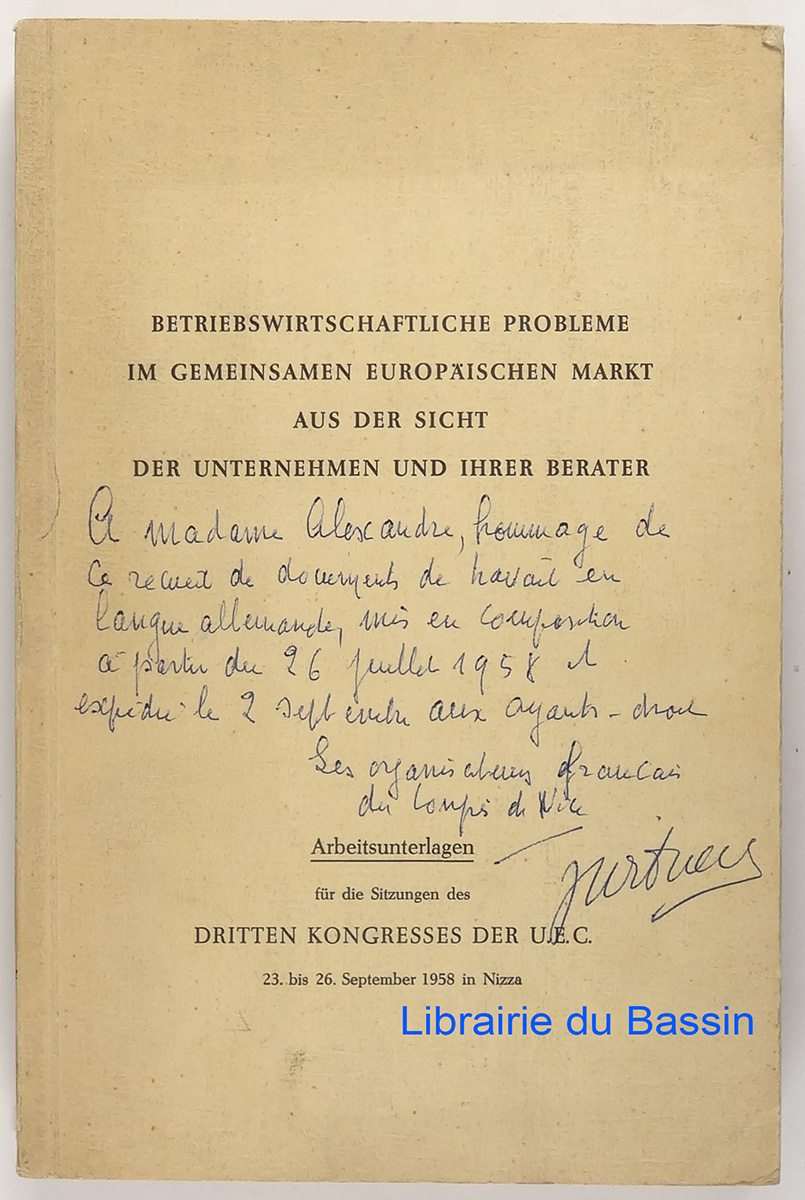 BETRIEBSWIRTSCHAFTLICHE PROBLEME
IM GEMEINSAMEN EUROPÄISCHEN MARKT
AUS DER SICHT
DER UNTERNEHMEN UND IHRER BERATER
A madame Alexandre, hommage de
ce recueil de documents de travail en
langue allemande, mis en composition
à partir du 26 juillet 1958 et
expédié le 2 septembre aux ayants-droit
Les organisateurs français
du Congrès de Nice
Arbeitsunterlagen
für die Sitzungen des
DRITTEN KONGRESSES DER U.E.C.
23. bis 26. September 1958 in Nizza
Librairie du Bassin